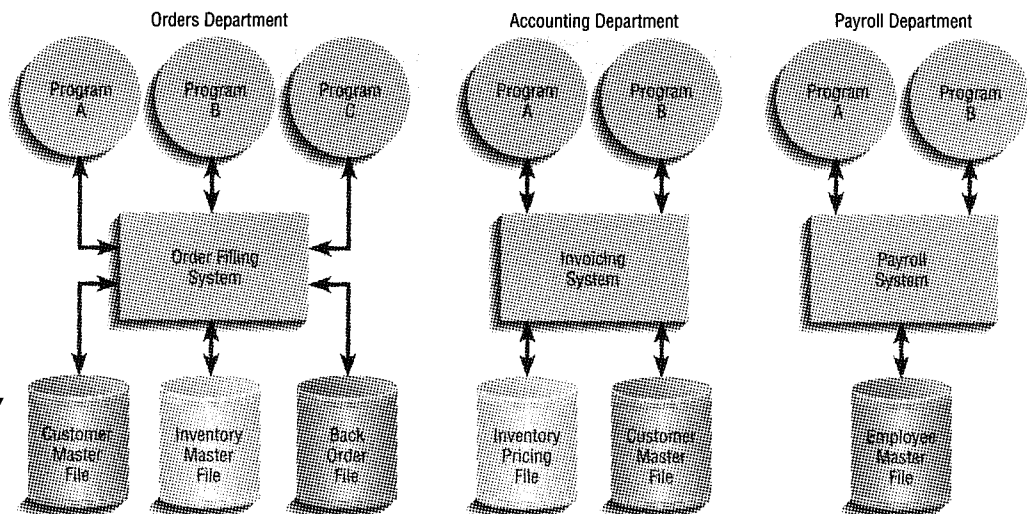 Orders Department
Accounting Department
Payroll Department
Program
A
Program
B
Program
C
Program
A
Program
B
Program
A
Program
B
Order Filling
System
Invoicing
System
Payroll
System
Customer
Master
File
Inventory
Master
File
Back
Order
File
Inventory
Pricing
File
Customer
Master
File
Employee
Master
File